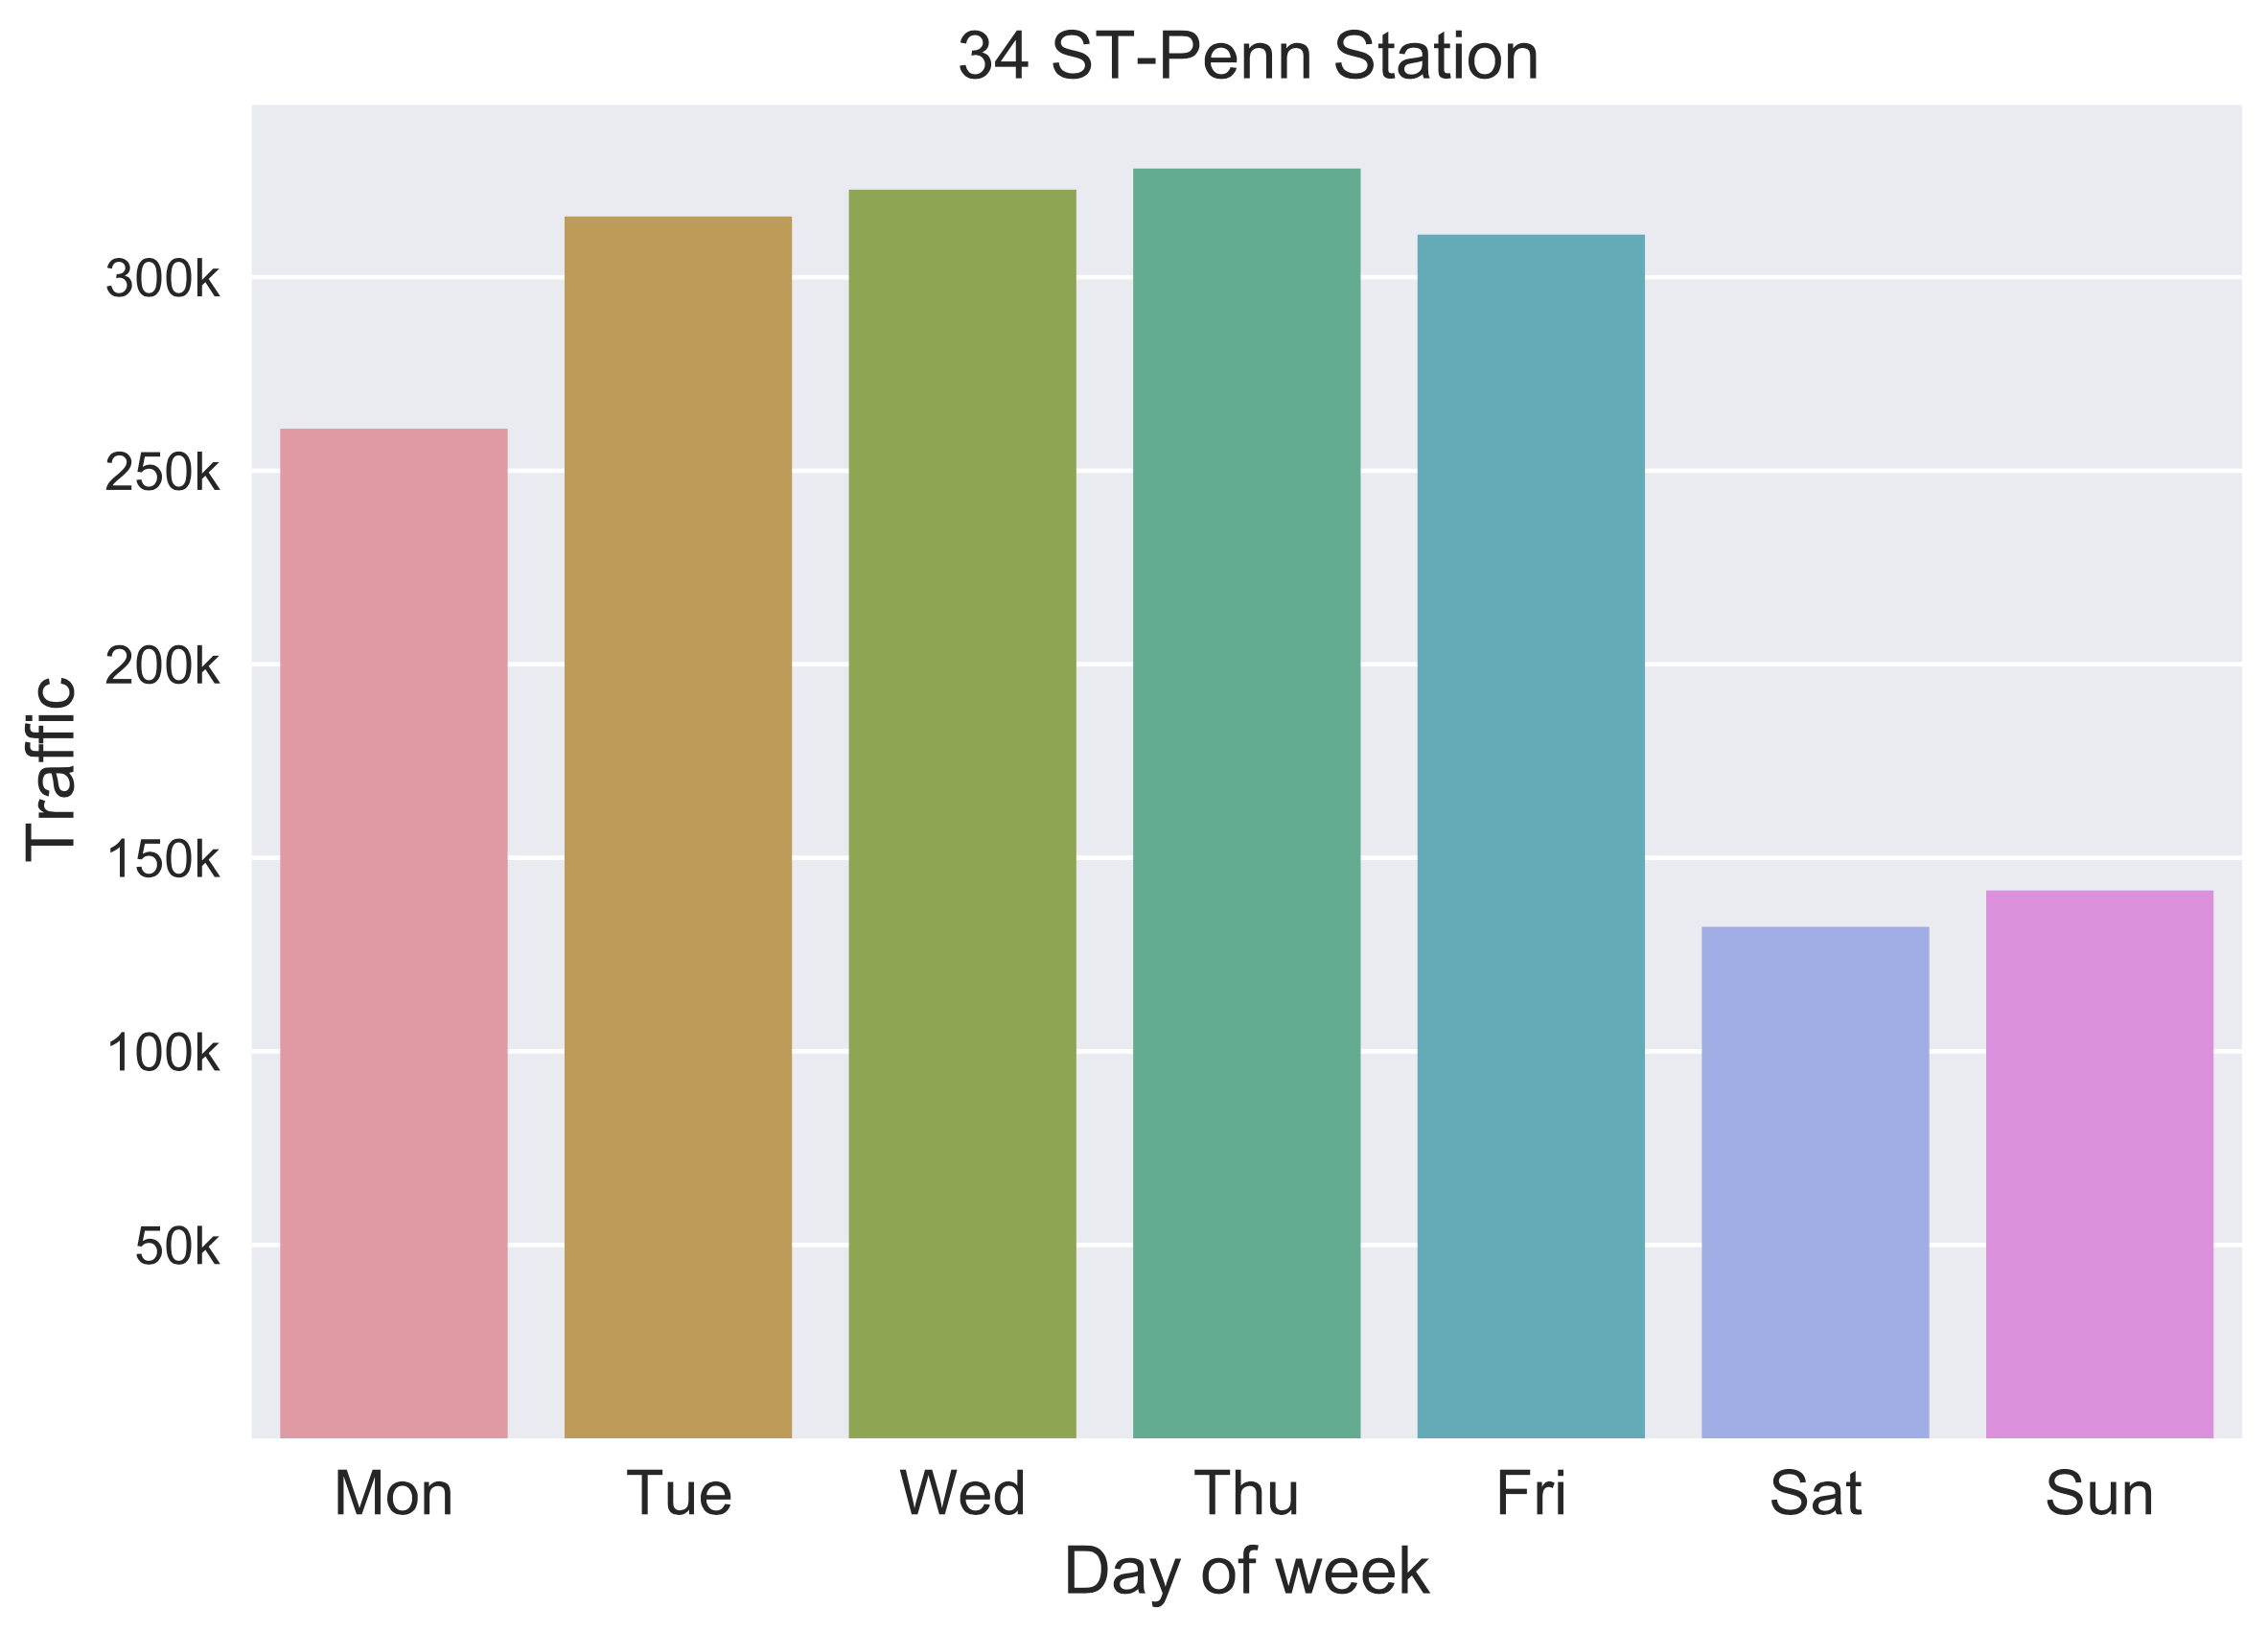 34 ST-Penn Station
300k
250k
200k
150k
100k
50k
Traffic
Mon Tue Wed Thu Fri Sat Sun
Day of week